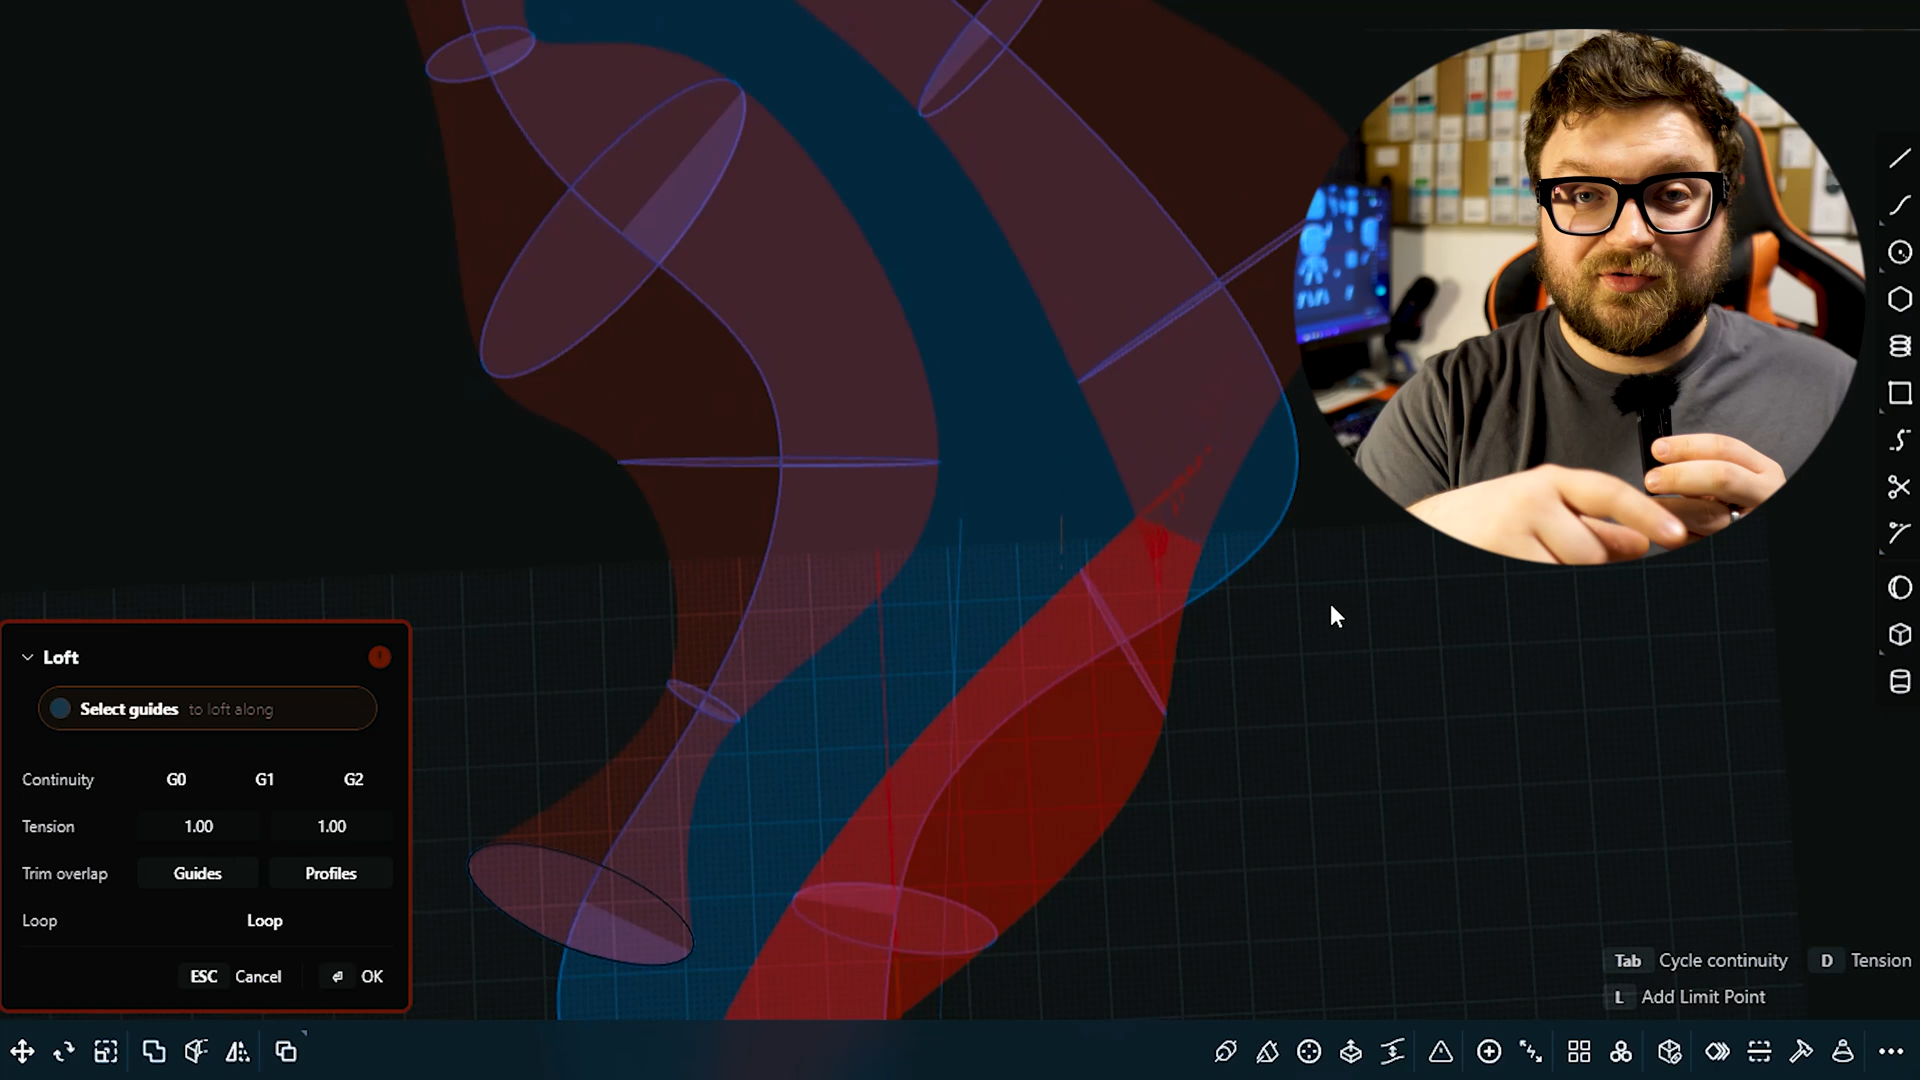 Loft
Select guides to loft along
Continuity G0 G1 G2
Tension 1.00 1.00
Trim overlap Guides Profiles
Loop Loop
ESC Cancel OK
Tab Cycle continuity D Tension
L Add Limit Point